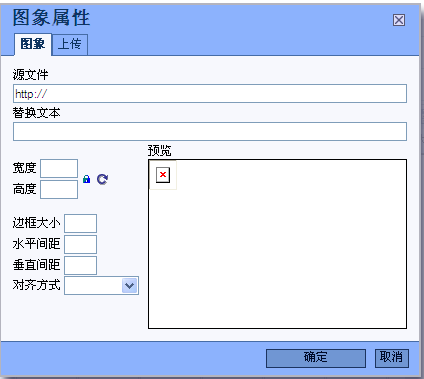 图象属性
图象 上传
源文件
http://
替换文本
预览
宽度
高度
边框大小
水平间距
垂直间距
对齐方式
确定 取消